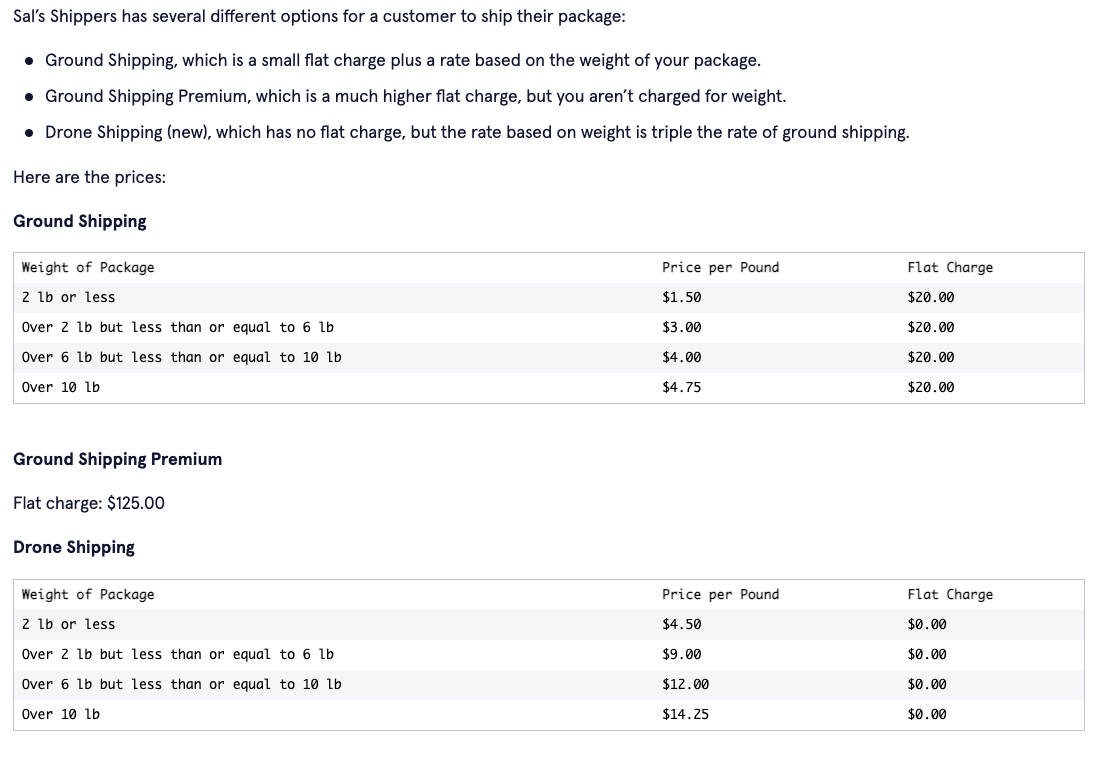 Sal’s Shippers has several different options for a customer to ship their package:
● Ground Shipping, which is a small flat charge plus a rate based on the weight of your package.
● Ground Shipping Premium, which is a much higher flat charge, but you aren’t charged for weight.
● Drone Shipping (new), which has no flat charge, but the rate based on weight is triple the rate of ground shipping.
Here are the prices:
Ground Shipping
Weight of Package Price per Pound Flat Charge
2 lb or less $1.50 $20.00
Over 2 lb but less than or equal to 6 lb $3.00 $20.00
Over 6 lb but less than or equal to 10 lb $4.00 $20.00
Over 10 lb $4.75 $20.00
Ground Shipping Premium
Flat charge: $125.00
Drone Shipping
Weight of Package Price per Pound Flat Charge
2 lb or less $4.50 $0.00
Over 2 lb but less than or equal to 6 lb $9.00 $0.00
Over 6 lb but less than or equal to 10 lb $12.00 $0.00
Over 10 lb $14.25 $0.00